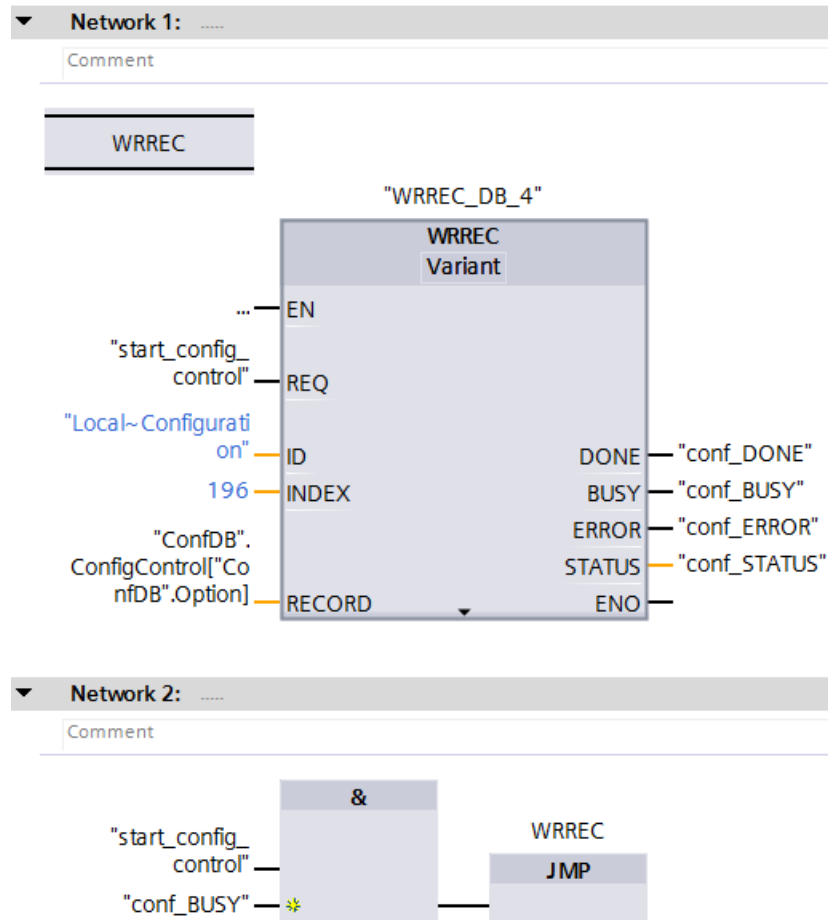 Network 1: .....
Comment
WRREC
"WRREC_DB_4"
WRREC
Variant
... EN
"start_config_
control" REQ
"Local~Configurati
on" ID DONE "conf_DONE"
196 INDEX BUSY "conf_BUSY"
ERROR "conf_ERROR"
"ConfDB".
ConfigControl["Co
STATUS "conf_STATUS"
nfDB".Option] RECORD ENO
Network 2: .....
Comment
&
"start_config_
control"
WRREC
JMP
"conf_BUSY"